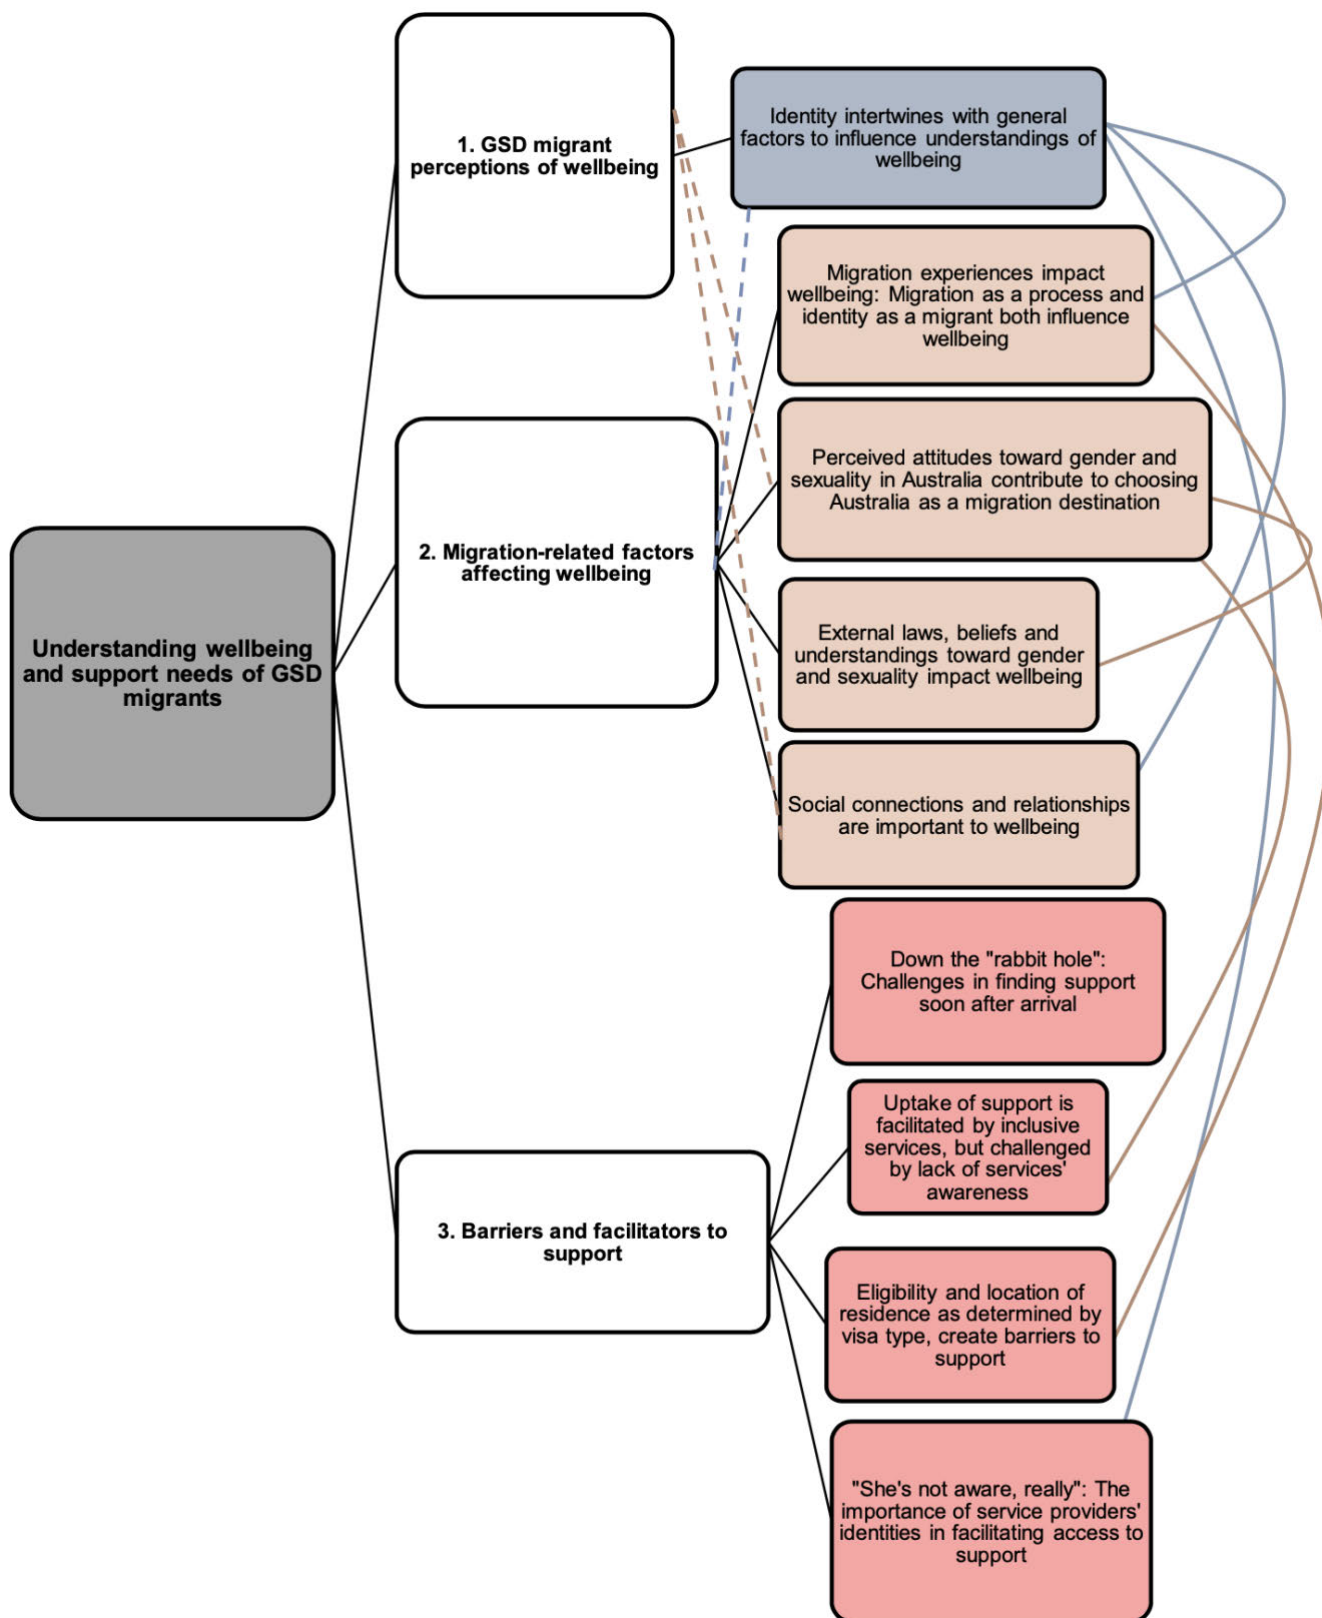 Understanding wellbeing
and support needs of GSD
migrants
1. GSD migrant
perceptions of wellbeing
Identity intertwines with general
factors to influence understandings of
wellbeing
2. Migration-related factors
affecting wellbeing
Migration experiences impact
wellbeing: Migration as a process and
identity as a migrant both influence
wellbeing
Perceived attitudes toward gender and
sexuality in Australia contribute to choosing
Australia as a migration destination
External laws, beliefs and
understandings toward gender
and sexuality impact wellbeing
Social connections and relationships
are important to wellbeing
3. Barriers and facilitators to
support
Down the "rabbit hole":
Challenges in finding support
soon after arrival
Uptake of support is
facilitated by inclusive
services, but challenged
by lack of services'
awareness
Eligibility and location of
residence as determined by
visa type, create barriers to
support
"She's not aware, really": The
importance of service providers'
identities in facilitating access to
support